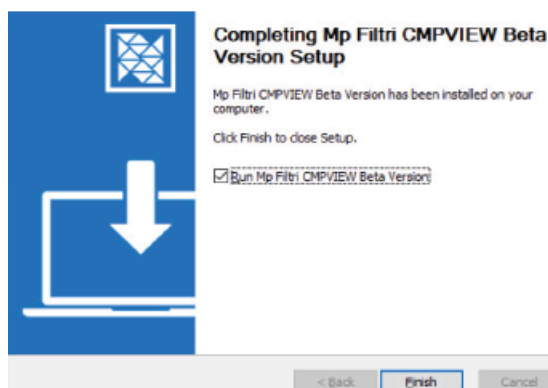 Completing Mp Filtri CMPVIEW Beta
Version Setup
Mp Filtri CMPVIEW Beta Version has been installed on your
computer.
Click Finish to close Setup.
Run Mp Filtri CMPVIEW Beta Version
< Back
Finish
Cancel